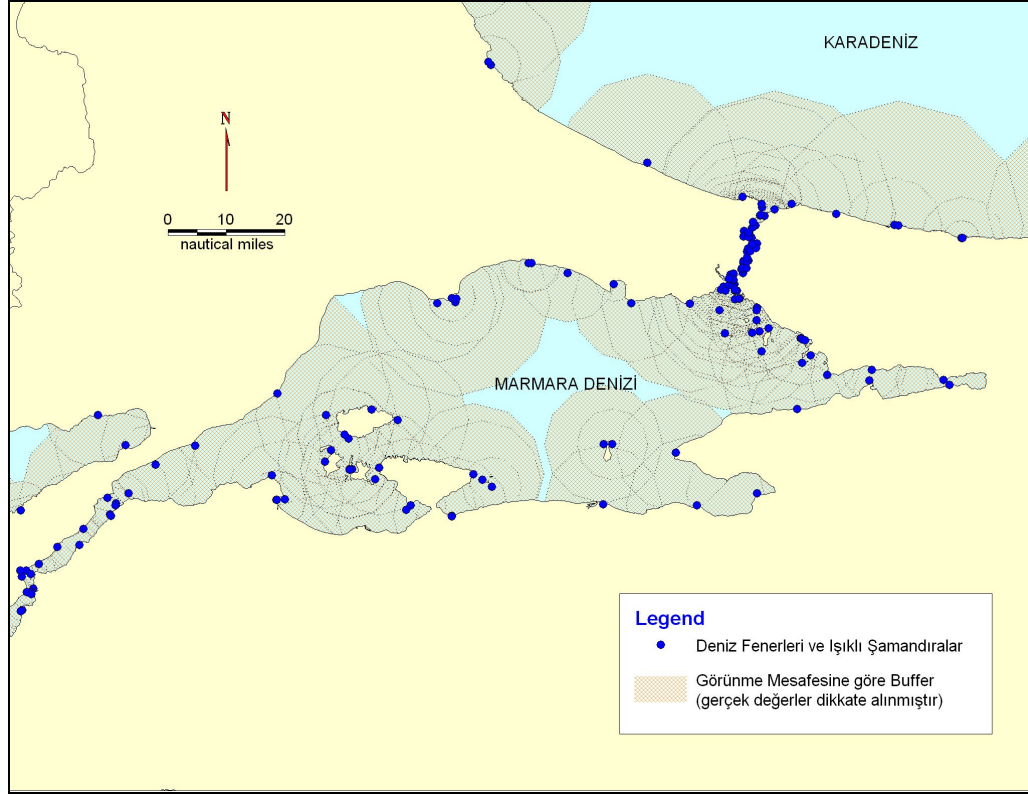 KARADENİZ
N
0 10 20
nautical miles
MARMARA DENİZİ
Legend
Deniz Fenerleri ve Işıklı Şamandıralar
Görünme Mesafesine göre Buffer
(gerçek değerler dikkate alınmıştır)